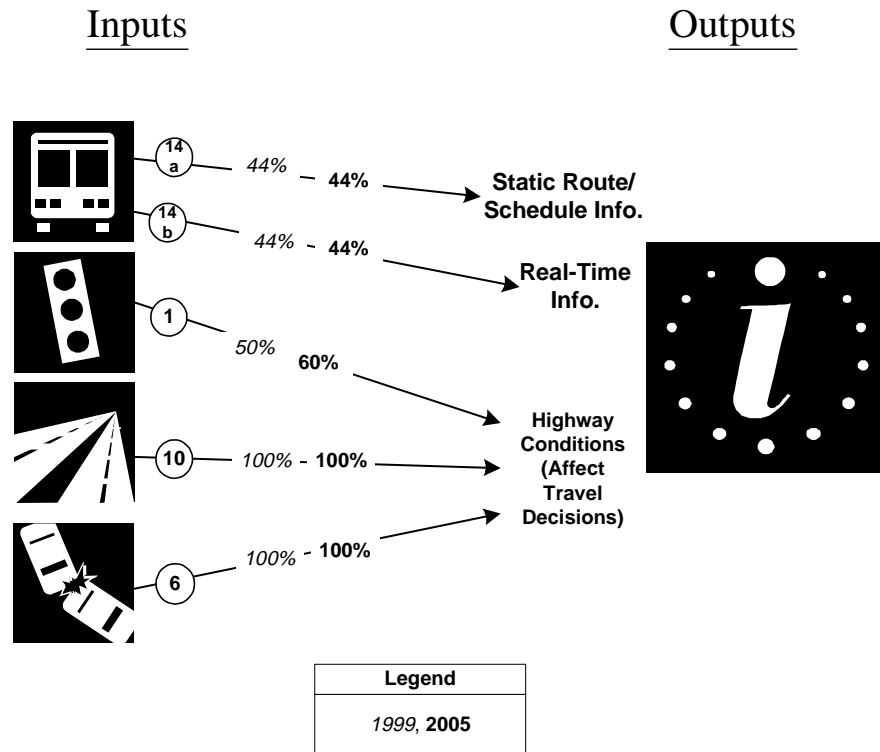 Inputs
Outputs
14
a
44%
44%
Static Route/
Schedule Info.
14
b
44%
44%
Real-Time
Info.
1
50%
60%
Highway
Conditions
(Affect
Travel
Decisions)
10
100%
100%
6
100%
100%
i
Legend
1999, 2005